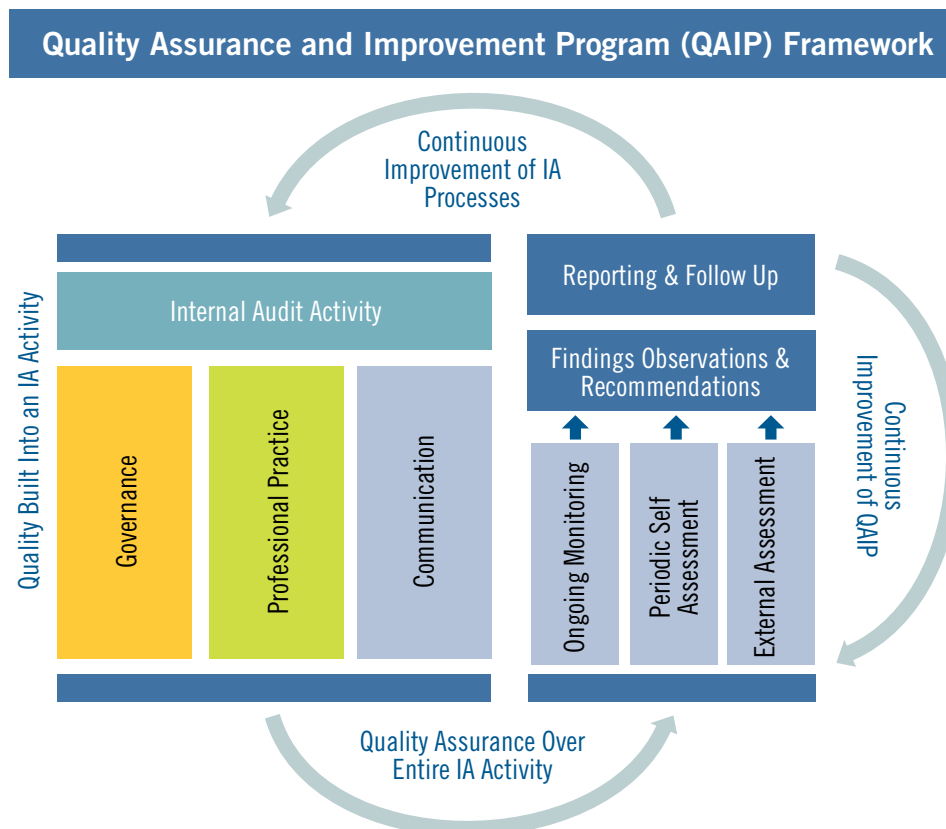 Quality Assurance and Improvement Program (QAIP) Framework
Continuous
Improvement of IA
Processes
Quality Built Into an IA Activity
Internal Audit Activity
Governance
Professional Practice
Communication
Reporting & Follow Up
Findings Observations &
Recommendations
Ongoing Monitoring
Periodic Self
Assessment
External Assessment
Continuous
Improvement of QAIP
Quality Assurance Over
Entire IA Activity